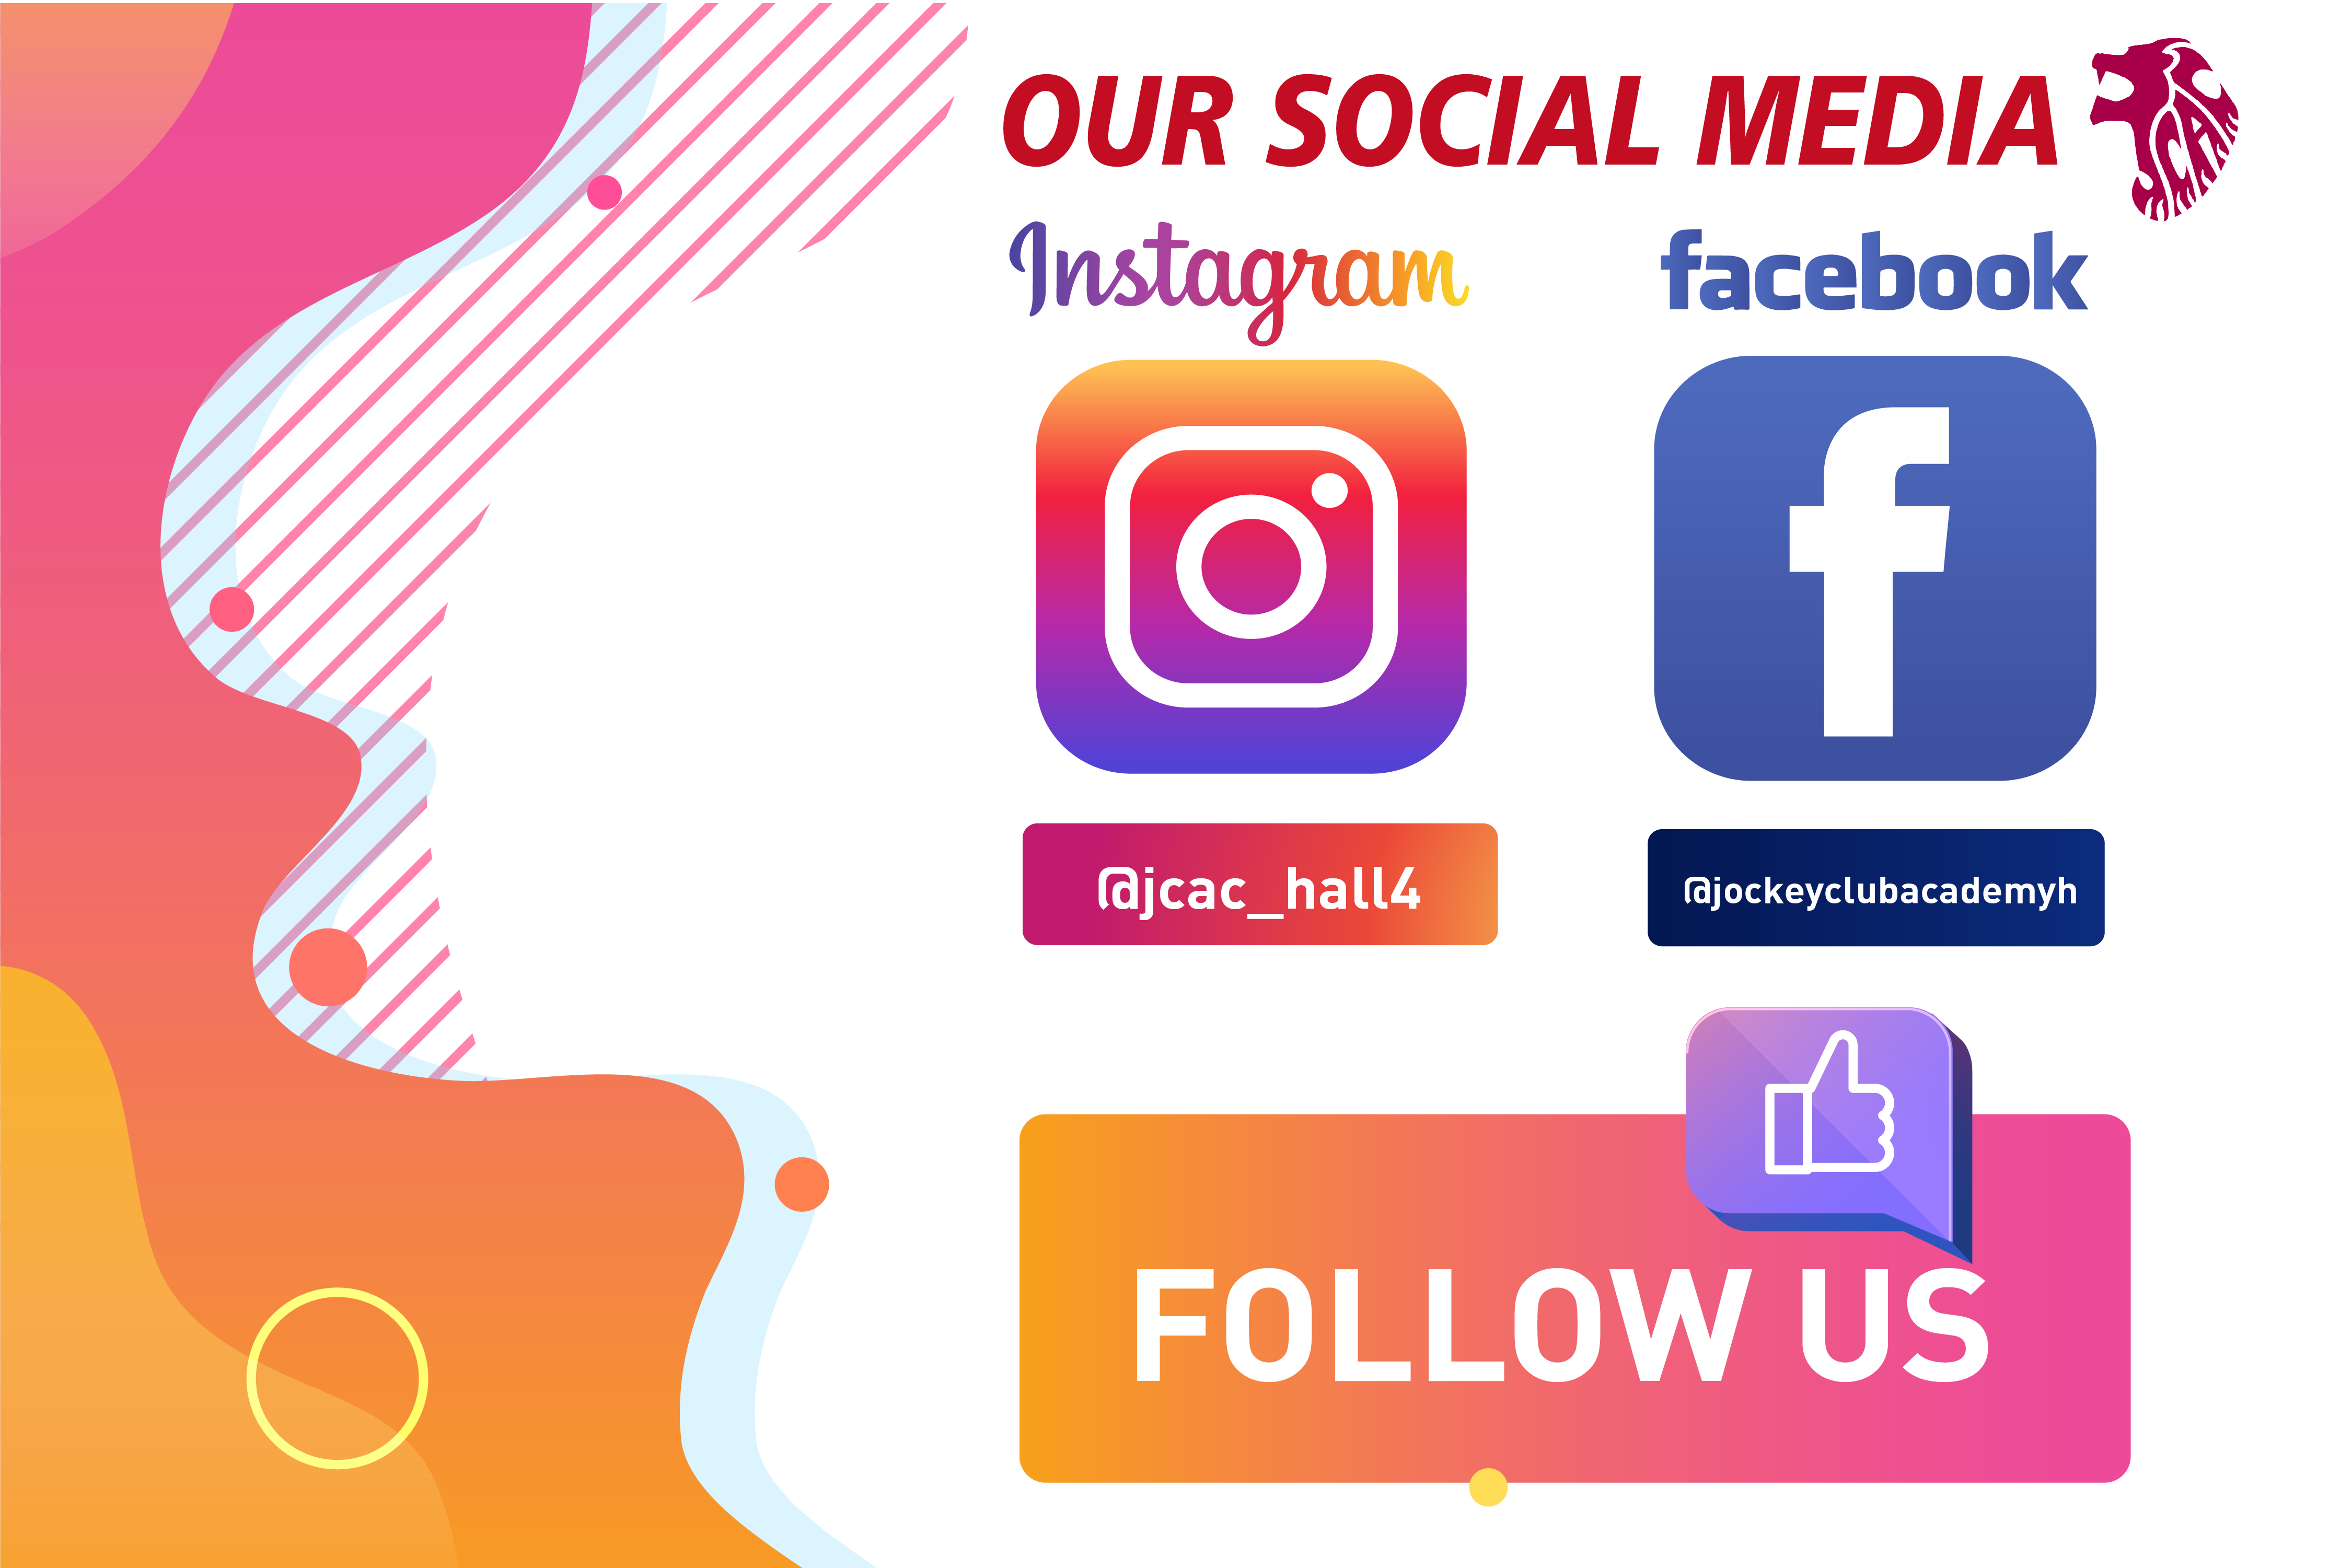 OUR SOCIAL MEDIA
Instagram
facebook
@jcac_hall4
@jockeyclubacademyh
FOLLOW US